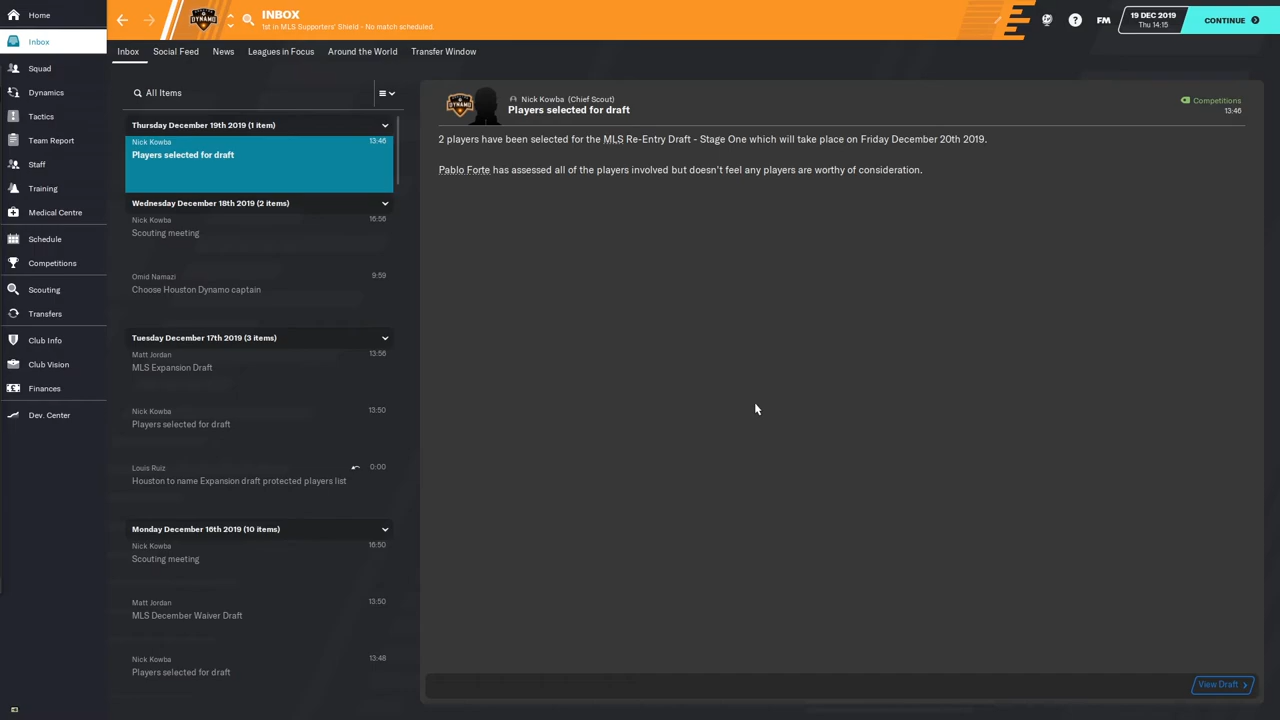 Home
Inbox
Squad
Dynamics
Tactics
Team Report
Staff
Training
Medical Centre
Schedule
Competitions
Scouting
Transfers
Club Info
Club Vision
Finances
Dev. Center
DYNAMO
INBOX
1st in MLS Supporters' Shield - No match scheduled.
?
FM
19 DEC 2019
Thu 14:15
CONTINUE
Inbox
Social Feed
News
Leagues in Focus
Around the World
Transfer Window
All Items
Thursday December 19th 2019 (1 item)
Nick Kowba
13:46
Players selected for draft
Wednesday December 18th 2019 (2 items)
Nick Kowba
16:56
Scouting meeting
Omid Namazi
9:59
Choose Houston Dynamo captain
Tuesday December 17th 2019 (3 items)
Matt Jordan
13:56
MLS Expansion Draft
Nick Kowba
13:50
Players selected for draft
Louis Ruiz
0:00
Houston to name Expansion draft protected players list
Monday December 16th 2019 (10 items)
Nick Kowba
16:50
Scouting meeting
Matt Jordan
13:50
MLS December Waiver Draft
Nick Kowba
13:48
Players selected for draft
DYNAMO
Nick Kowba (Chief Scout)
Players selected for draft
Competitions
13:46
2 players have been selected for the MLS Re-Entry Draft - Stage One which will take place on Friday December 20th 2019.
Pablo Forte has assessed all of the players involved but doesn't feel any players are worthy of consideration.
View Draft